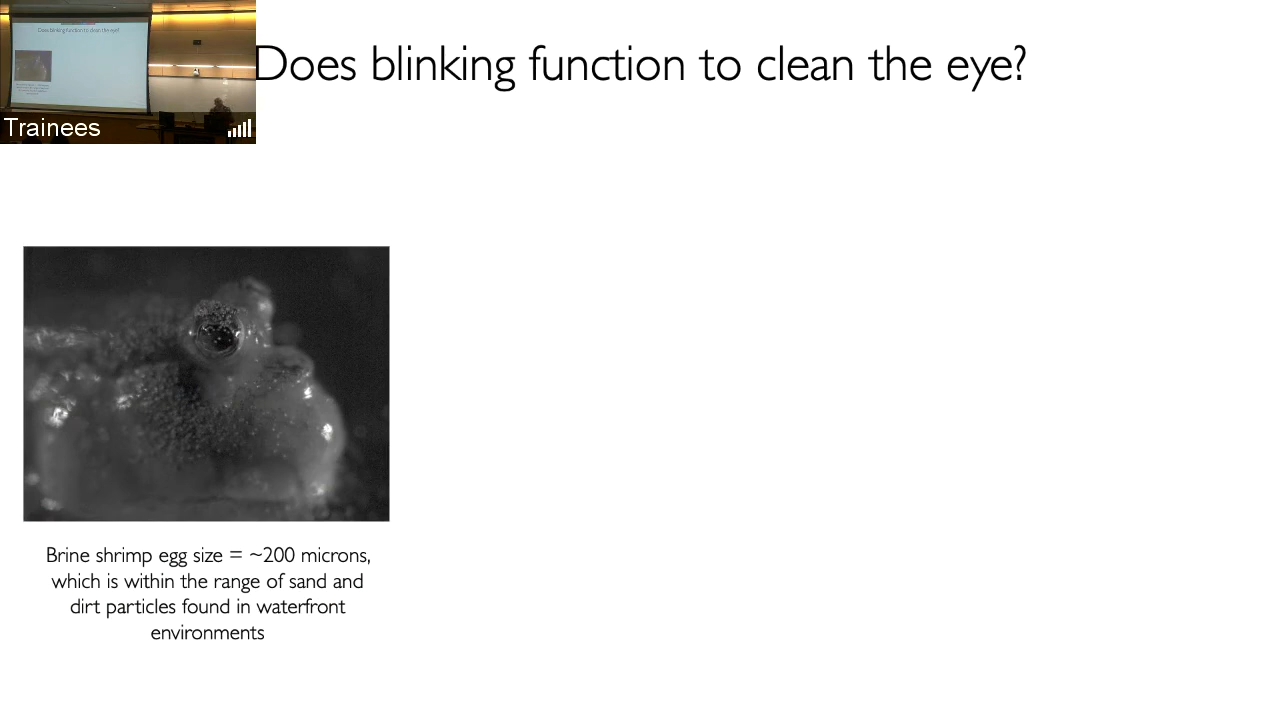 Does blinking function to clean the eye?
Trainees
Brine shrimp egg size = ~200 microns,
which is within the range of sand and
dirt particles found in waterfront
environments